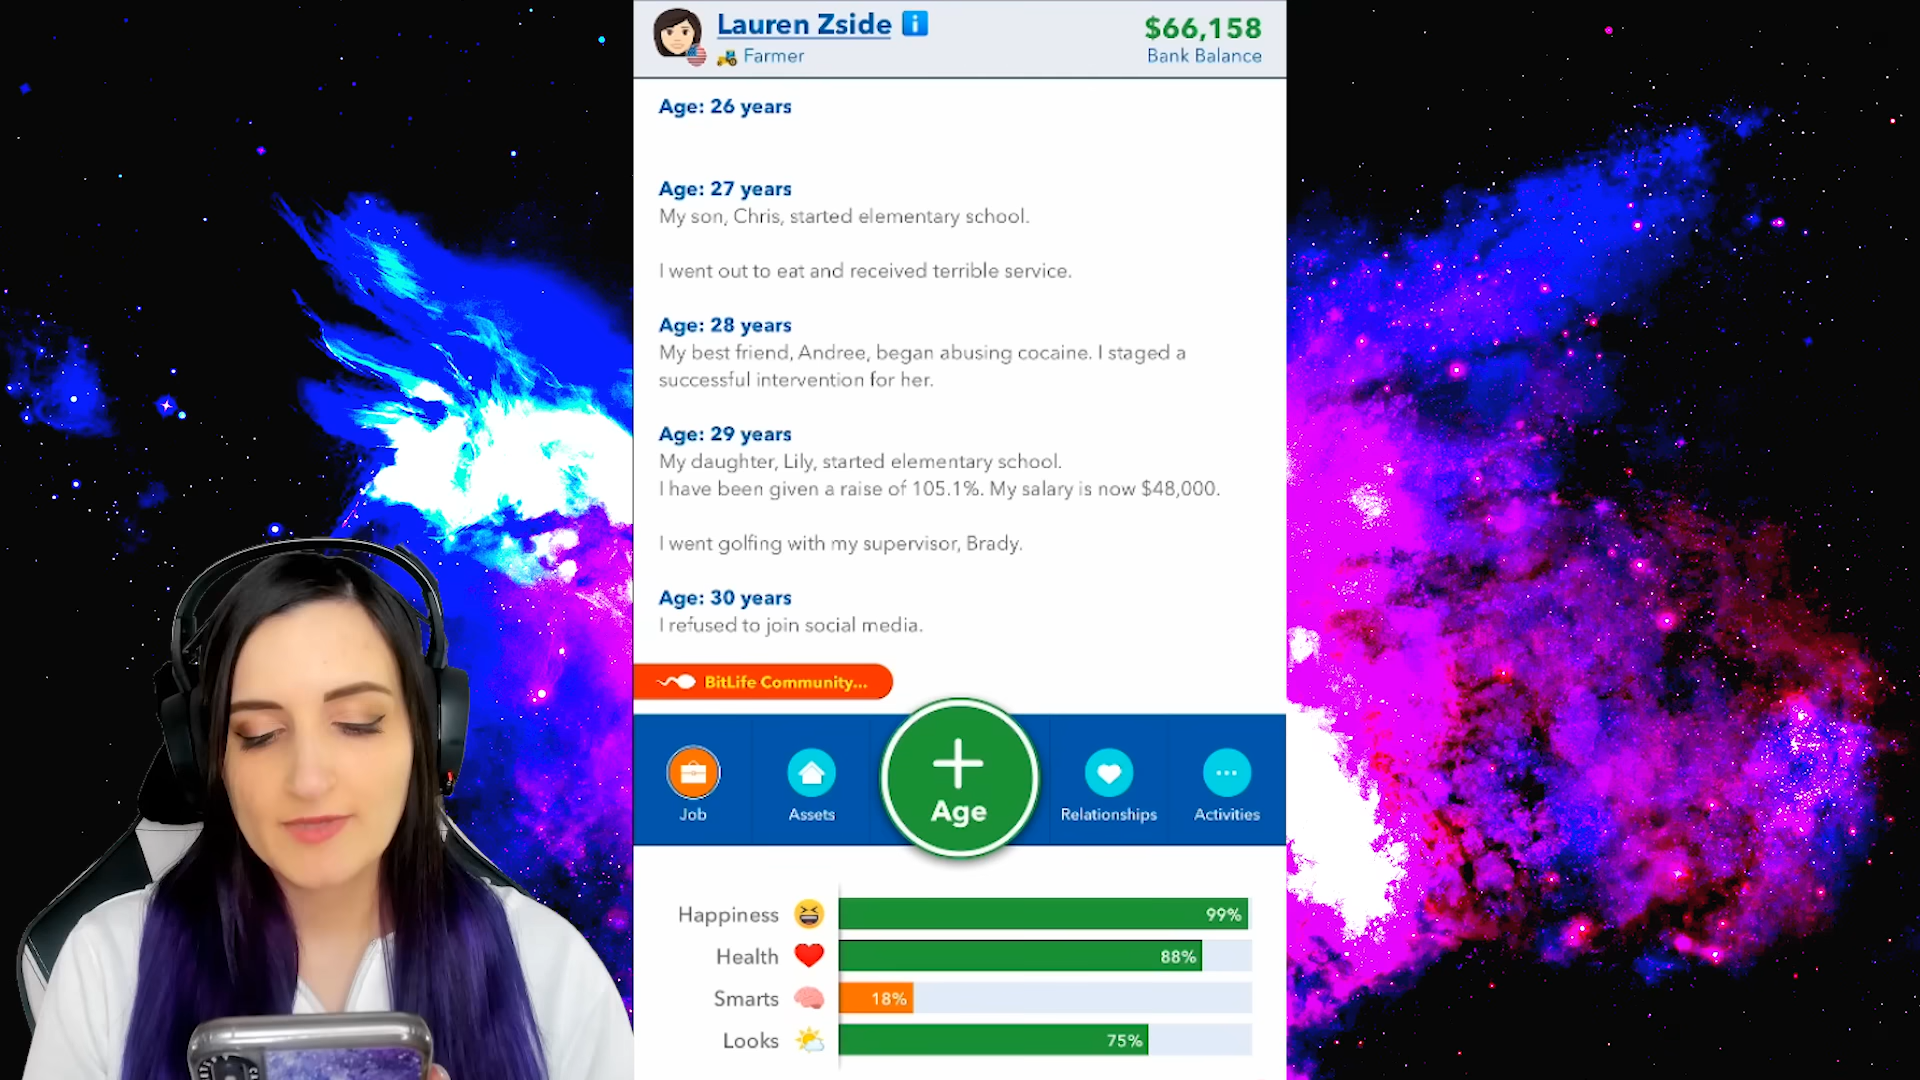 Lauren Zside
Farmer
$66,158
Bank Balance
Age: 26 years
Age: 27 years
My son, Chris, started elementary school.
I went out to eat and received terrible service.
Age: 28 years
My best friend, Andree, began abusing cocaine. I staged a
successful intervention for her.
Age: 29 years
My daughter, Lily, started elementary school.
I have been given a raise of 105.1%. My salary is now $48,000.
I went golfing with my supervisor, Brady.
Age: 30 years
I refused to join social media.
BitLife Community...
Job
Assets
Age
Relationships
Activities
Happiness 99%
Health 88%
Smarts 18%
Looks 75%